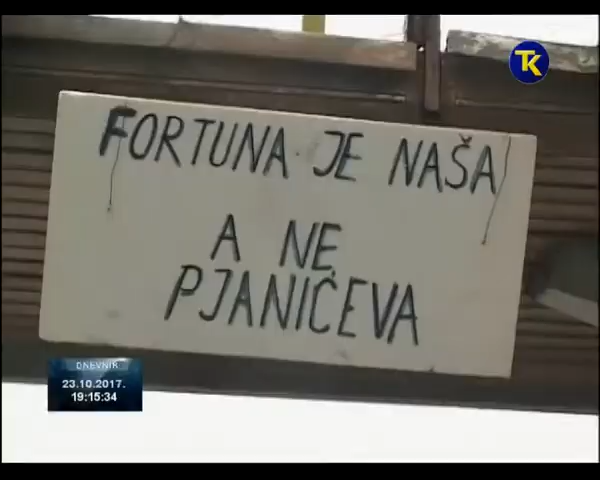 TK
FORTUNA JE NAŠA
A NE
PJANIĆEVA
DNEVNIK
23.10.2017.
19:15:34